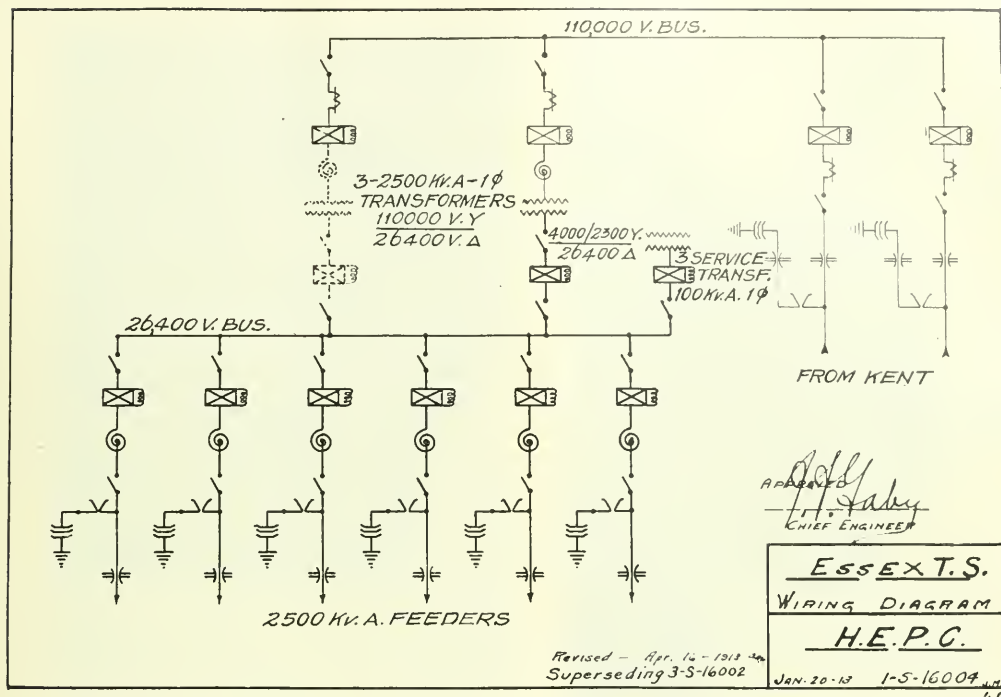 110,000 V. BUS.
3-2500 KV.A-1φ
TRANSFORMERS
110000 V.Y
26400 V. Δ
4000/2300 Y.
26400 Δ
3 SERVICE
TRANSF.
100 KV.A. 1φ
26,400 V. BUS.
FROM KENT
2500 KV. A. FEEDERS
APPROVED
CHIEF ENGINEER
ESSEX T.S.
WIRING DIAGRAM
H.E.P.C.
JAN-20-13 1-S-16004
Revised - Apr. 16-1913
Superseding 3-S-16002